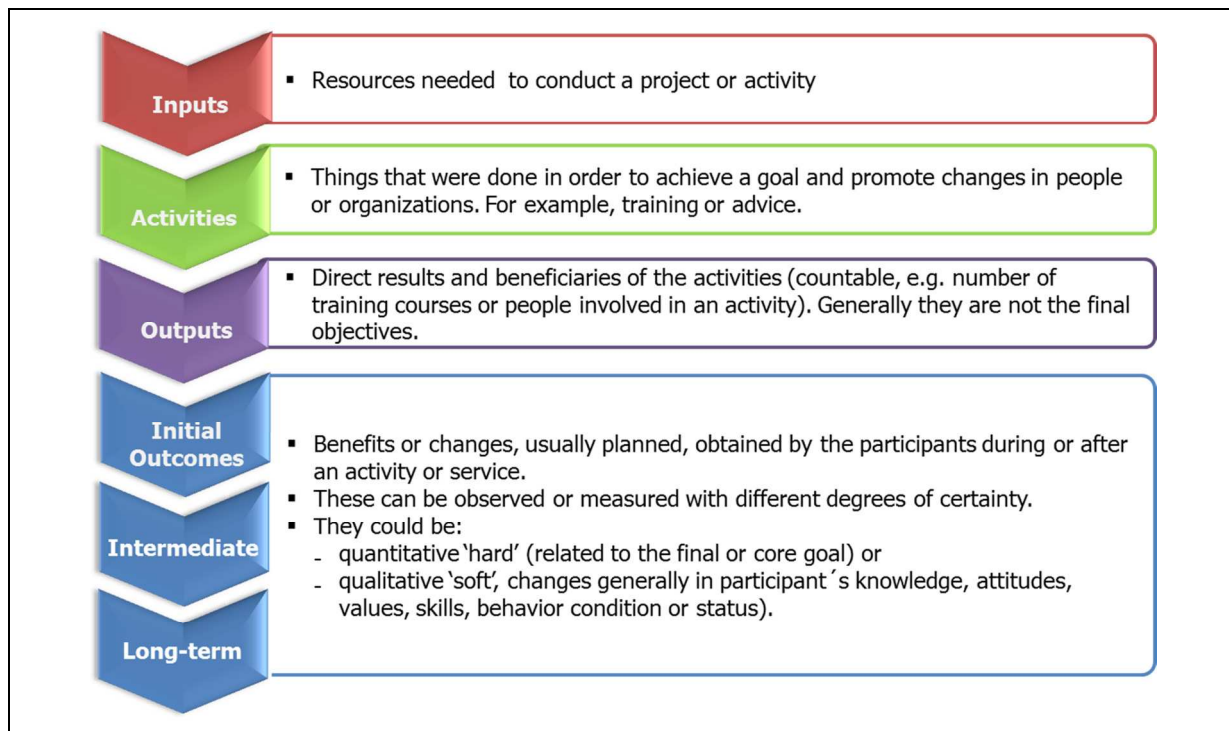 Inputs
▪ Resources needed to conduct a project or activity
Activities
▪ Things that were done in order to achieve a goal and promote changes in people
or organizations. For example, training or advice.
Outputs
▪ Direct results and beneficiaries of the activities (countable, e.g. number of
training courses or people involved in an activity). Generally they are not the final
objectives.
Initial
Outcomes
Intermediate
Long-term
▪ Benefits or changes, usually planned, obtained by the participants during or after
an activity or service.
▪ These can be observed or measured with different degrees of certainty.
▪ They could be:
- quantitative ‘hard’ (related to the final or core goal) or
- qualitative ‘soft’, changes generally in participant´s knowledge, attitudes,
values, skills, behavior condition or status).